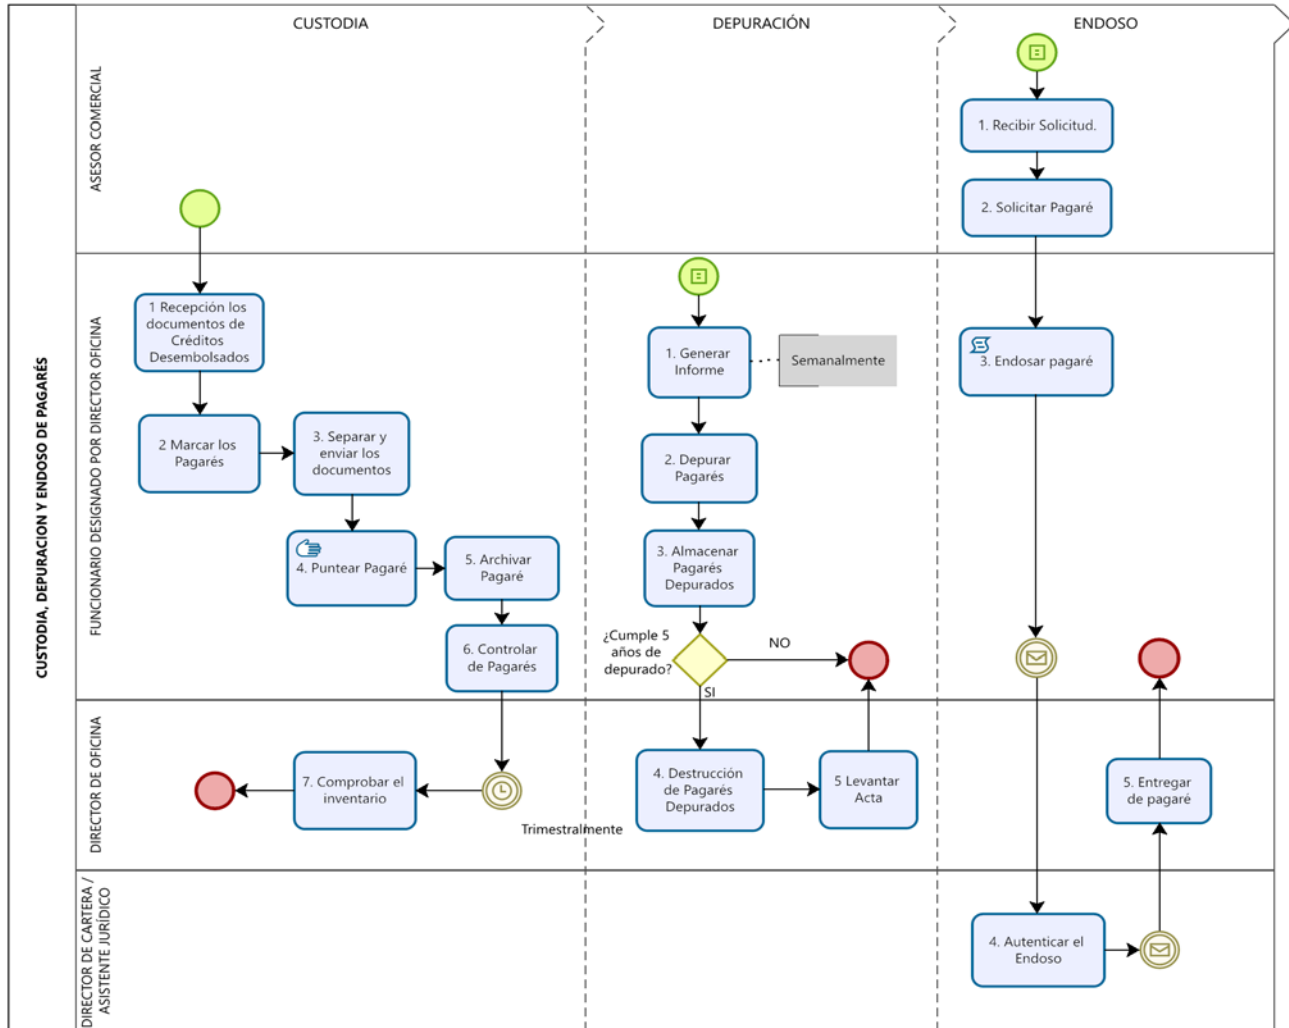 CUSTODIA, DEPURACION Y ENDOSO DE PAGARÉS
CUSTODIA
DEPURACIÓN
ENDOSO
ASESOR COMERCIAL
1. Recibir Solicitud.
2. Solicitar Pagaré
FUNCIONARIO DESIGNADO POR DIRECTOR OFICINA
1 Recepción los
documentos de
Créditos
Desembolsados
2 Marcar los
Pagarés
3. Separar y
enviar los
documentos
4. Puntear Pagaré
5. Archivar
Pagaré
6. Controlar
de Pagarés
1. Generar
Informe
Semanalmente
2. Depurar
Pagarés
3. Almacenar
Pagarés
Depurados
¿Cumple 5
años de
depurado?
NO
SI
3. Endosar pagaré
DIRECTOR DE OFICINA
7. Comprobar el
inventario
Trimestralmente
4. Destrucción
de Pagarés
Depurados
5 Levantar
Acta
5. Entregar
de pagaré
DIRECTOR DE CARTERA /
ASISTENTE JURÍDICO
4. Autenticar el
Endoso